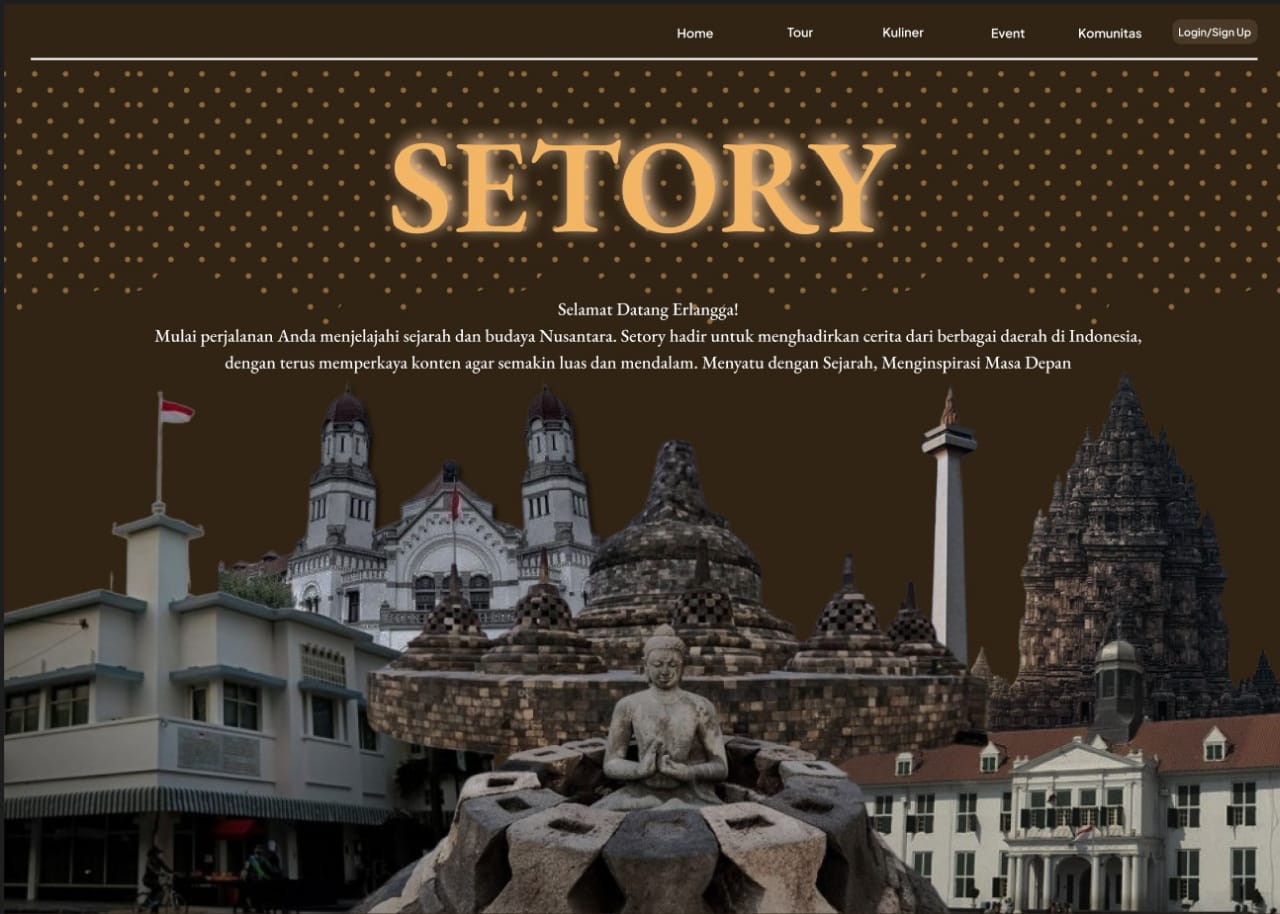 Home Tour Kuliner Event Komunitas Login/Sign Up
SETORY
Selamat Datang Erlangga!
Mulai perjalanan Anda menjelajahi sejarah dan budaya Nusantara. Setory hadir untuk menghadirkan cerita dari berbagai daerah di Indonesia,
dengan terus memperkaya konten agar semakin luas dan mendalam. Menyatu dengan Sejarah, Menginspirasi Masa Depan